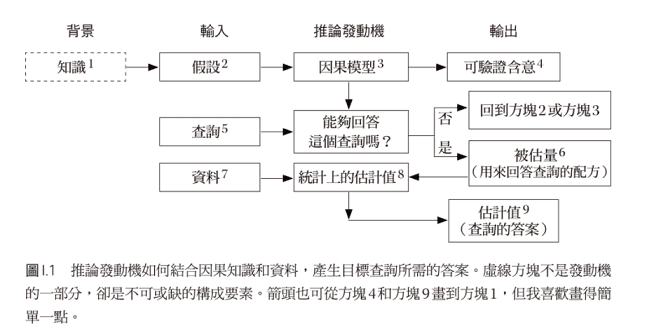 背景 輸入 推論發動機 輸出
知識1 假設2 因果模型3 可驗證含意4
查詢5
能夠回答
這個查詢嗎？
否
是
回到方塊2或方塊3
被估量6
（用來回答查詢的配方）
資料7 統計上的估計值8
估計值9
（查詢的答案）
圖I.1 推論發動機如何結合因果知識和資料，產生目標查詢所需的答案。虛線方塊不是發動機
的一部分，卻是不可或缺的構成要素。箭頭也可從方塊4和方塊9畫到方塊1，但我喜歡畫得簡
單一點。